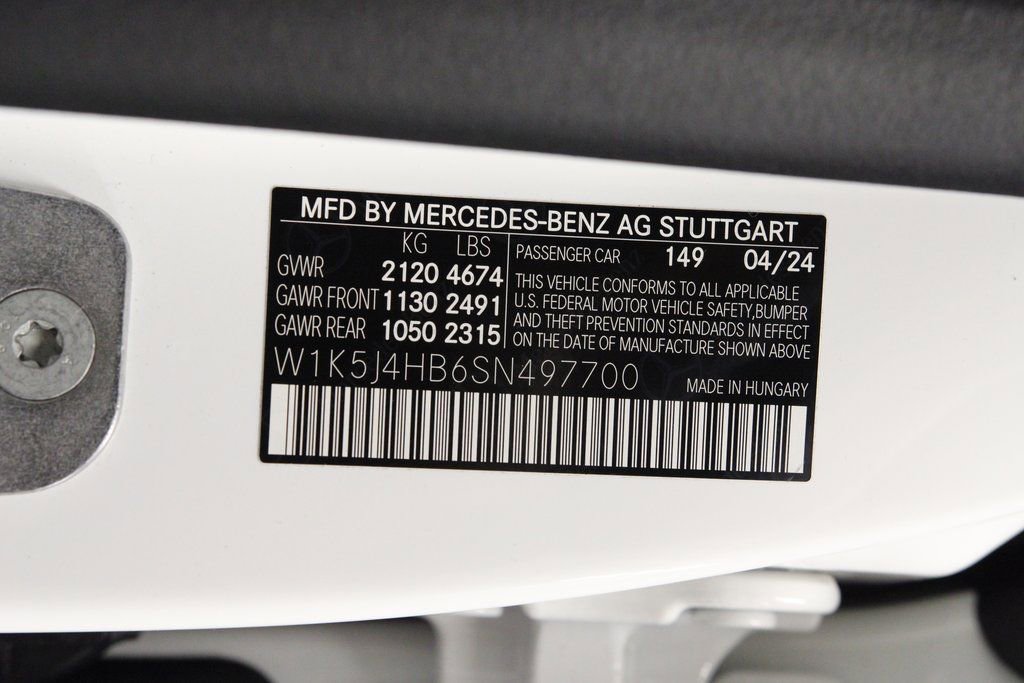 MFD BY MERCEDES-BENZ AG STUTTGART
KG LBS
GVWR 2120 4674
GAWR FRONT 1130 2491
GAWR REAR 1050 2315
PASSENGER CAR 149 04/24
THIS VEHICLE CONFORMS TO ALL APPLICABLE
U.S. FEDERAL MOTOR VEHICLE SAFETY,BUMPER
AND THEFT PREVENTION STANDARDS IN EFFECT
ON THE DATE OF MANUFACTURE SHOWN ABOVE
W1K5J4HB6SN497700
MADE IN HUNGARY